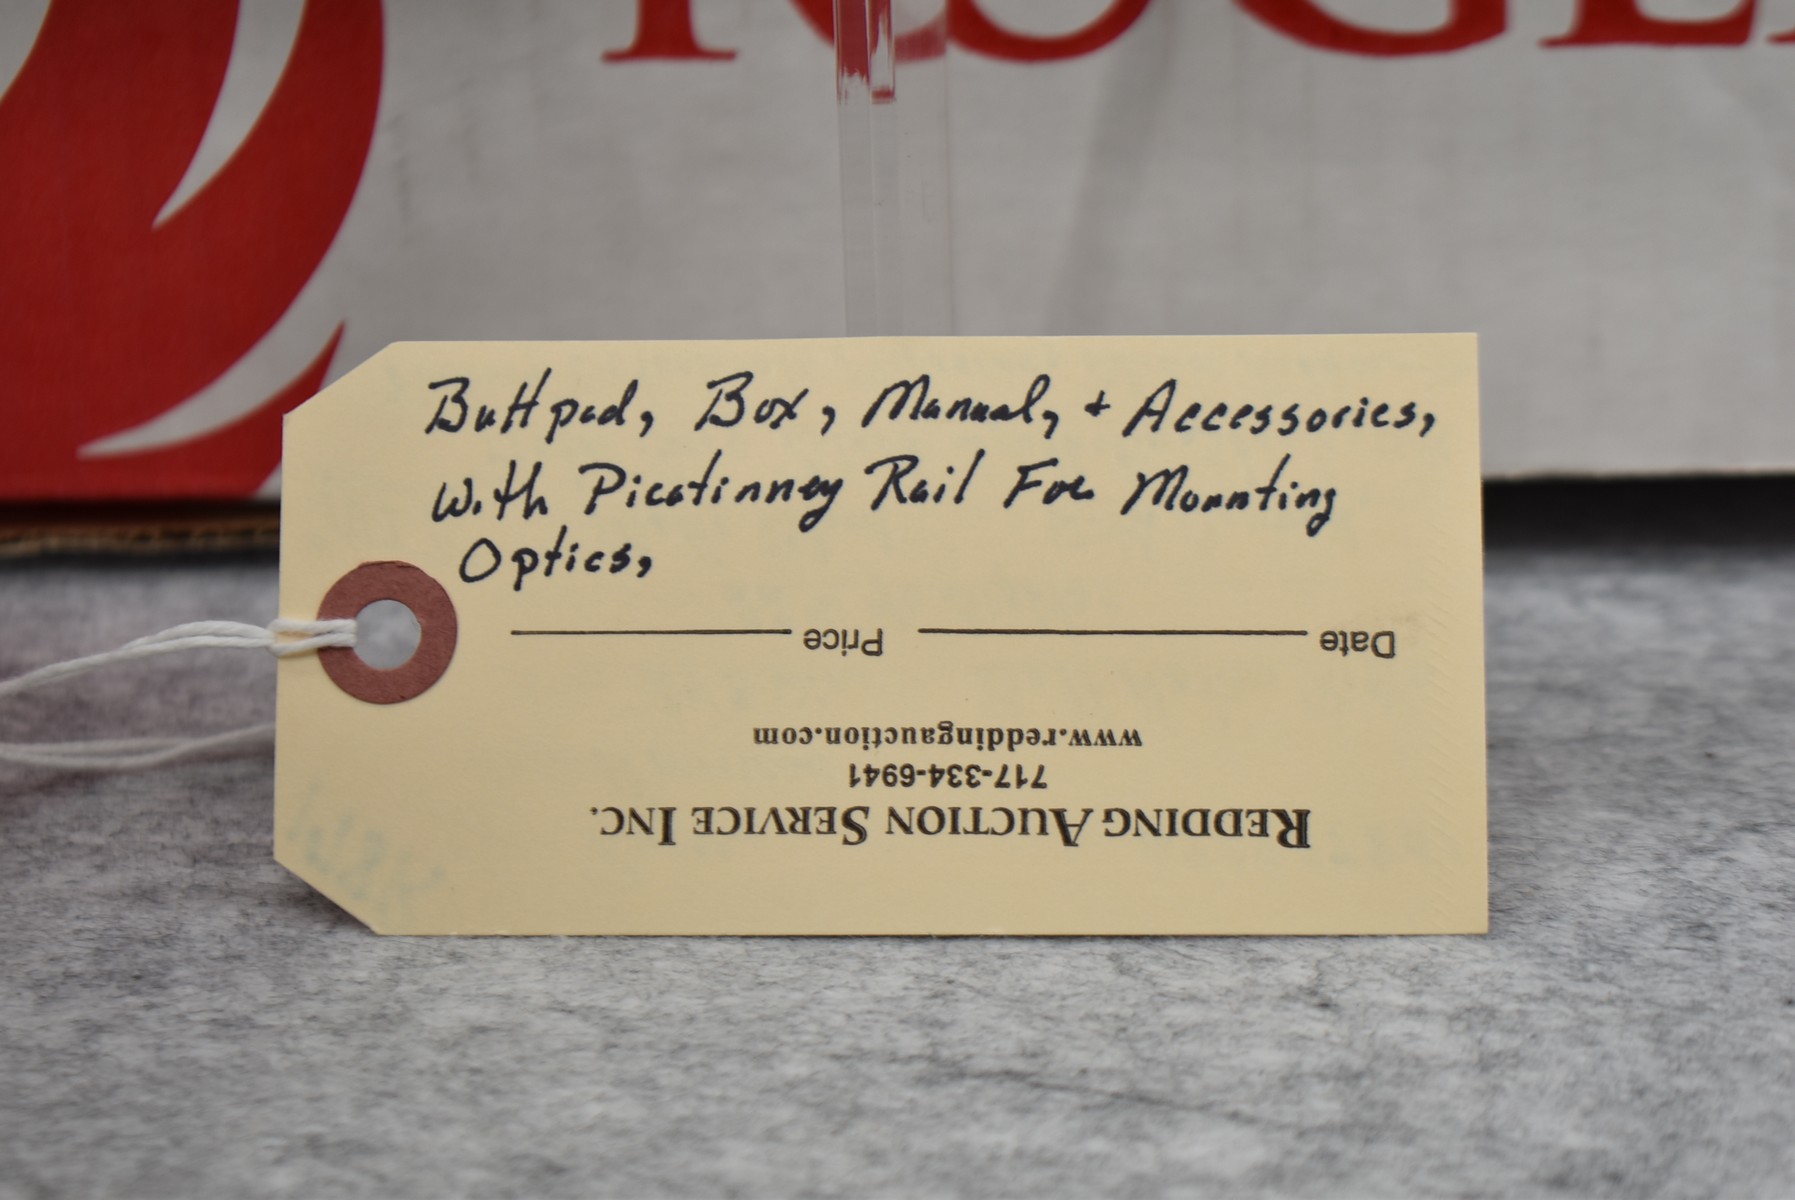 Buttpad, Box, Manual, + Accessories,
With Picatinney Rail For Mounting
Optics,
Date Price
www.reddingauction.com
717-334-6941
REDDING AUCTION SERVICE INC.